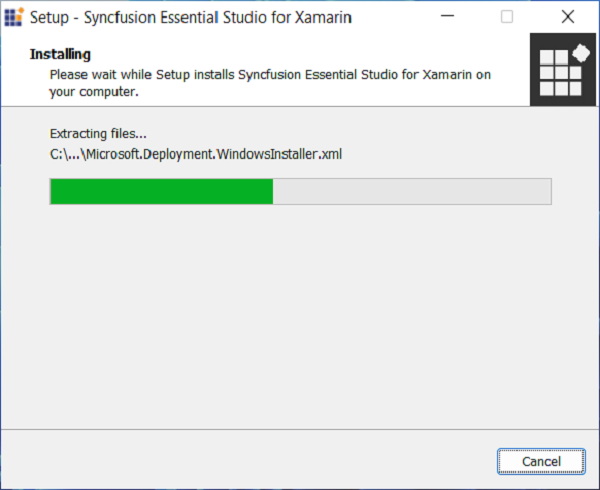 Setup - Syncfusion Essential Studio for Xamarin
Installing
Please wait while Setup installs Syncfusion Essential Studio for Xamarin on
your computer.
Extracting files...
C:\...\Microsoft.Deployment.WindowsInstaller.xml
Cancel